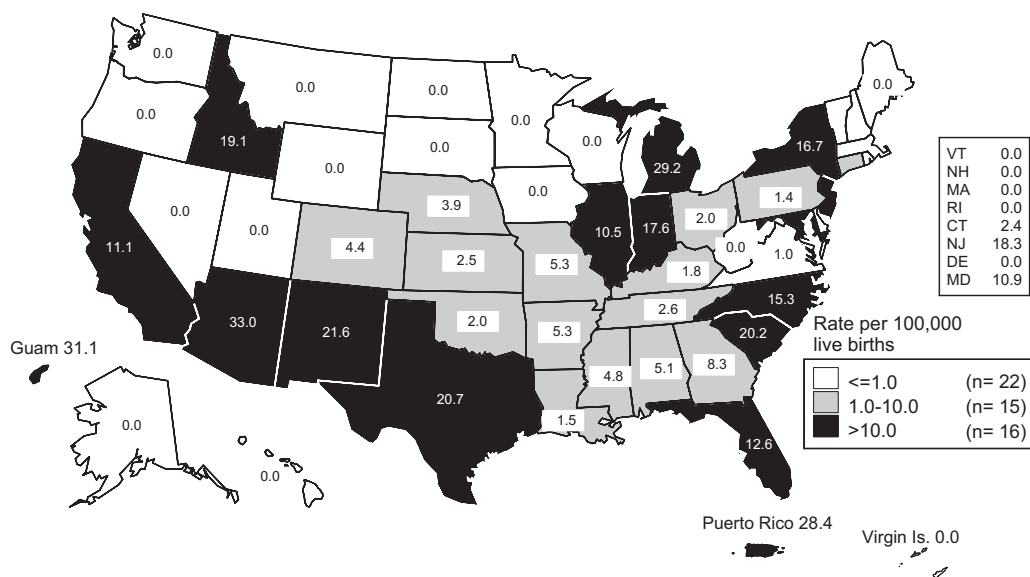 0.0
0.0
0.0
0.0
0.0
0.0
0.0
19.1
0.0
0.0
29.2
16.7
VT 0.0
NH 0.0
MA 0.0
RI 0.0
CT 2.4
NJ 18.3
DE 0.0
MD 10.9
0.0
0.0
3.9
1.4
11.1
0.0
0.0
4.4
2.5
5.3
10.5
17.6
2.0
0.0
1.0
1.8
33.0
21.6
2.0
5.3
2.6
15.3
20.2
Guam 31.1
20.7
1.5
4.8
5.1
8.3
12.6
Rate per 100,000
live births
<=1.0 (n= 22)
1.0-10.0 (n= 15)
>10.0 (n= 16)
0.0
0.0
Puerto Rico 28.4
Virgin Is. 0.0